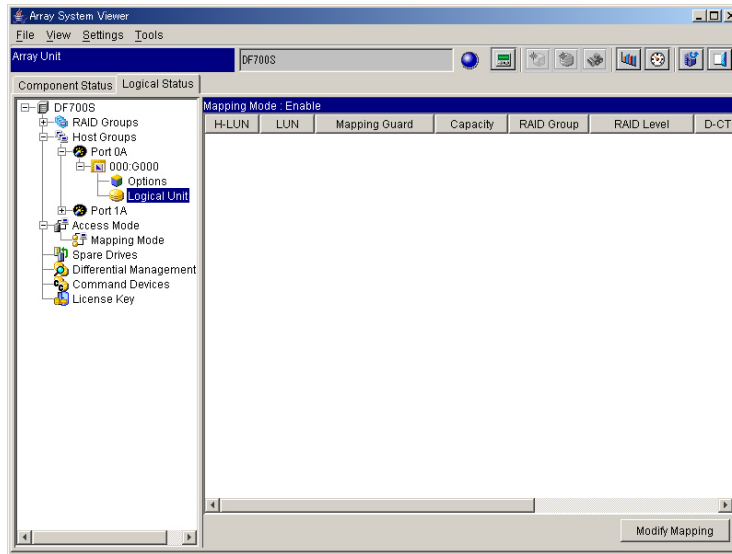 Array System Viewer
File View Settings Tools
Array Unit
DF700S
Component Status Logical Status
DF700S
RAID Groups
Host Groups
Port 0A
000:G000
Options
Logical Unit
Port 1A
Access Mode
Mapping Mode
Spare Drives
Differential Management
Command Devices
License Key
Mapping Mode : Enable
H-LUN LUN Mapping Guard Capacity RAID Group RAID Level D-CT
Modify Mapping